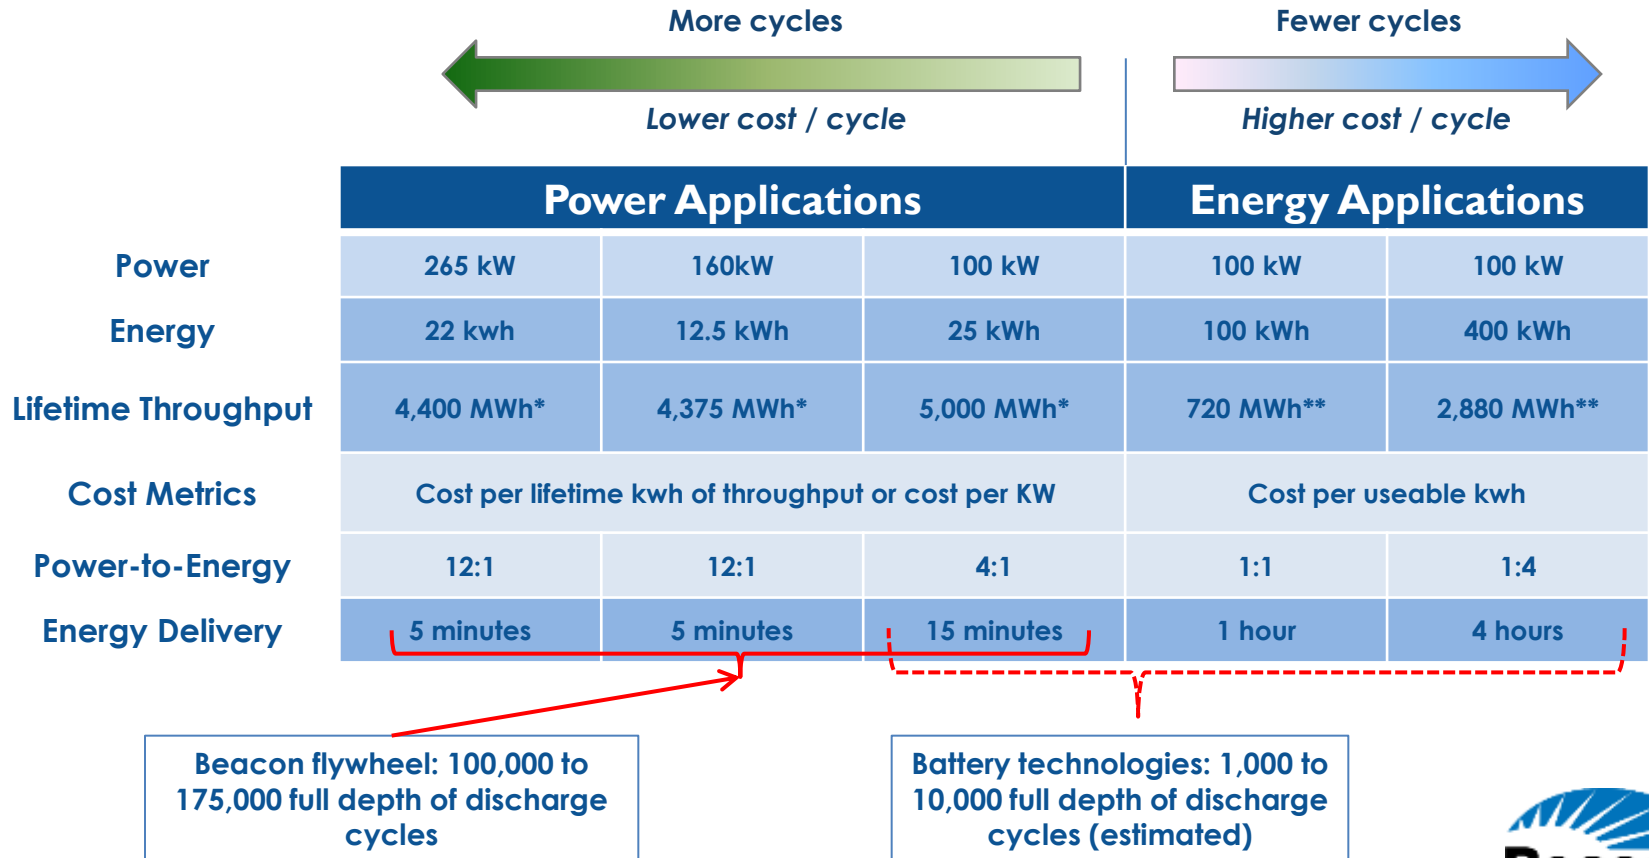 More cycles
Fewer cycles
Lower cost / cycle
Higher cost / cycle
Power Applications
Energy Applications
Power
265 kW
160kW
100 kW
100 kW
100 kW
Energy
22 kwh
12.5 kWh
25 kWh
100 kWh
400 kWh
Lifetime Throughput
4,400 MWh*
4,375 MWh*
5,000 MWh*
720 MWh**
2,880 MWh**
Cost Metrics
Cost per lifetime kwh of throughput or cost per KW
Cost per useable kwh
Power-to-Energy
12:1
12:1
4:1
1:1
1:4
Energy Delivery
5 minutes
5 minutes
15 minutes
1 hour
4 hours
Beacon flywheel: 100,000 to
175,000 full depth of discharge
cycles
Battery technologies: 1,000 to
10,000 full depth of discharge
cycles (estimated)